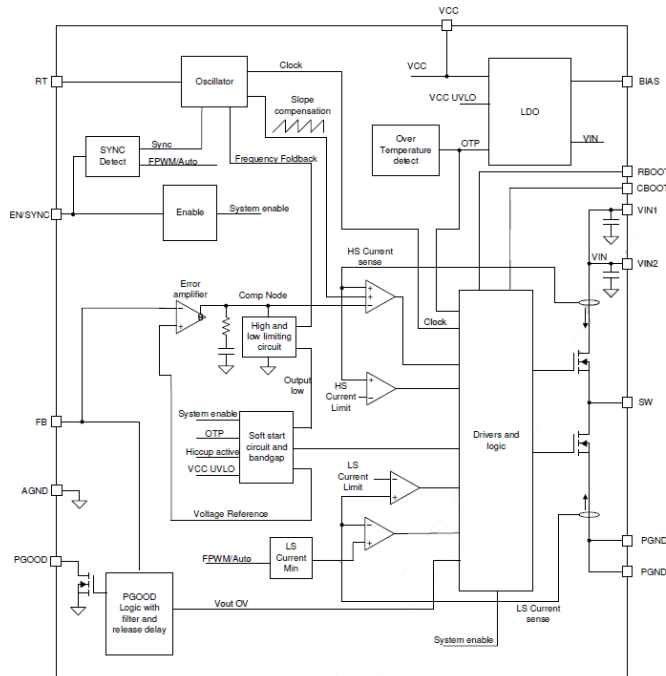 VCC
RT
Oscillator
Clock
VCC
BIAS
Slope
compensation
VCC UVLO
LDO
SYNC
Detect
Sync
FPWM/Auto
Frequency Foldback
Over
Temperature
detect
OTP
VIN
RBOOT
CBOOT
EN/SYNC
Enable
System enable
VIN1
HS Current
sense
VIN
VIN2
Error
amplifier
Comp Node
+
+
−
−
+
High and
low limiting
circuit
Clock
Output
low
HS
Current
Limit
+
−
SW
System enable
FB
OTP
Hiccup active
VCC UVLO
Soft start
circuit and
bandgap
Drivers and
logic
LS
Current
Limit
−
+
AGND
Voltage Reference
−
+
PGOOD
FPWM/Auto
LS
Current
Min
PGND
PGND
PGOOD
Logic with
filter and
release delay
Vout OV
LS Current
sense
System enable